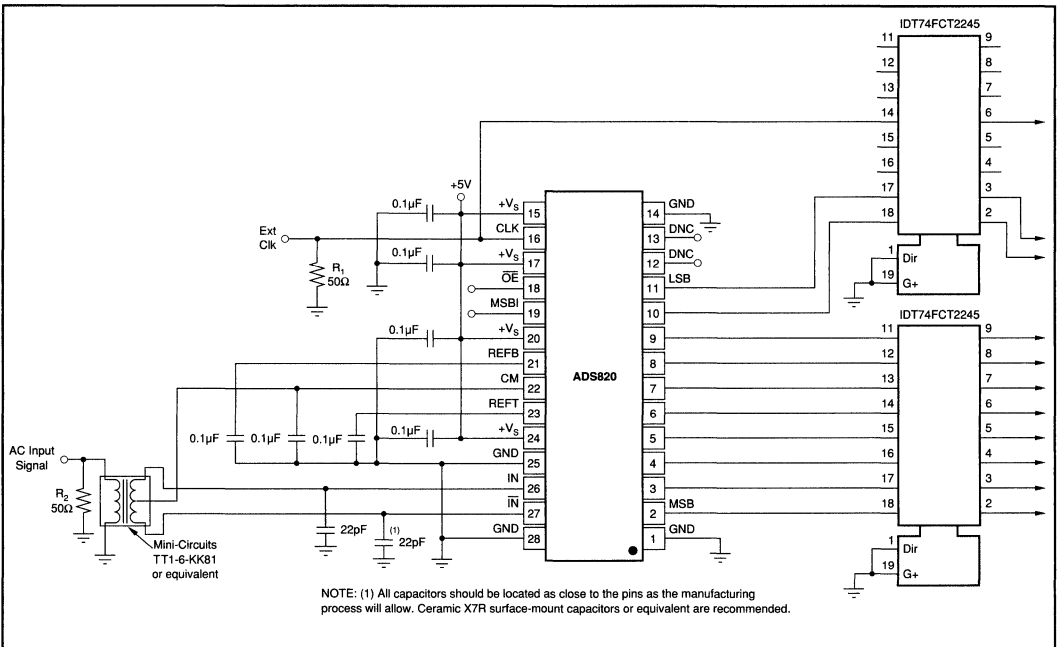 IDT74FCT2245
11 9
12 8
13 7
14 6
15 5
16 4
17 3
18 2
1 Dir
19 G+
+5V
0.1µF +VS 15
Ext Clk
CLK 16
R1
50Ω
0.1µF +VS 17
OE 18
MSBI 19
0.1µF +VS 20
REFB 21
CM 22
REFT 23
0.1µF 0.1µF 0.1µF 0.1µF +VS 24
GND 25
IN 26
IN 27
GND 28
ADS820
14 GND
13 DNC
12 DNC
11 LSB
10
9
8
7
6
5
4
3
2 MSB
1 GND
AC Input
Signal
R2
50Ω
Mini-Circuits
TT1-6-KK81
or equivalent
22pF
(1)
22pF
IDT74FCT2245
11 9
12 8
13 7
14 6
15 5
16 4
17 3
18 2
1 Dir
19 G+
NOTE: (1) All capacitors should be located as close to the pins as the manufacturing
process will allow. Ceramic X7R surface-mount capacitors or equivalent are recommended.